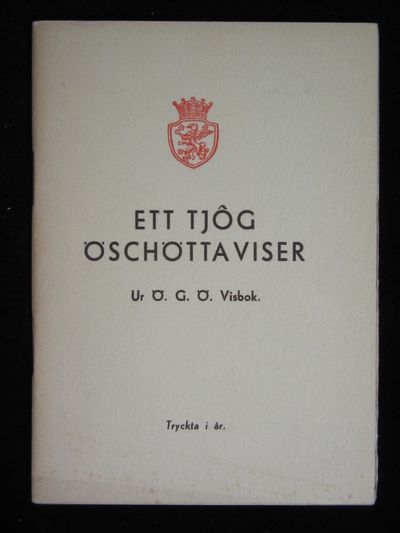 ETT TJÔG
ÖSCHÖTTAVISER
Ur Ö. G. Ö. Visbok.
Tryckta i år.